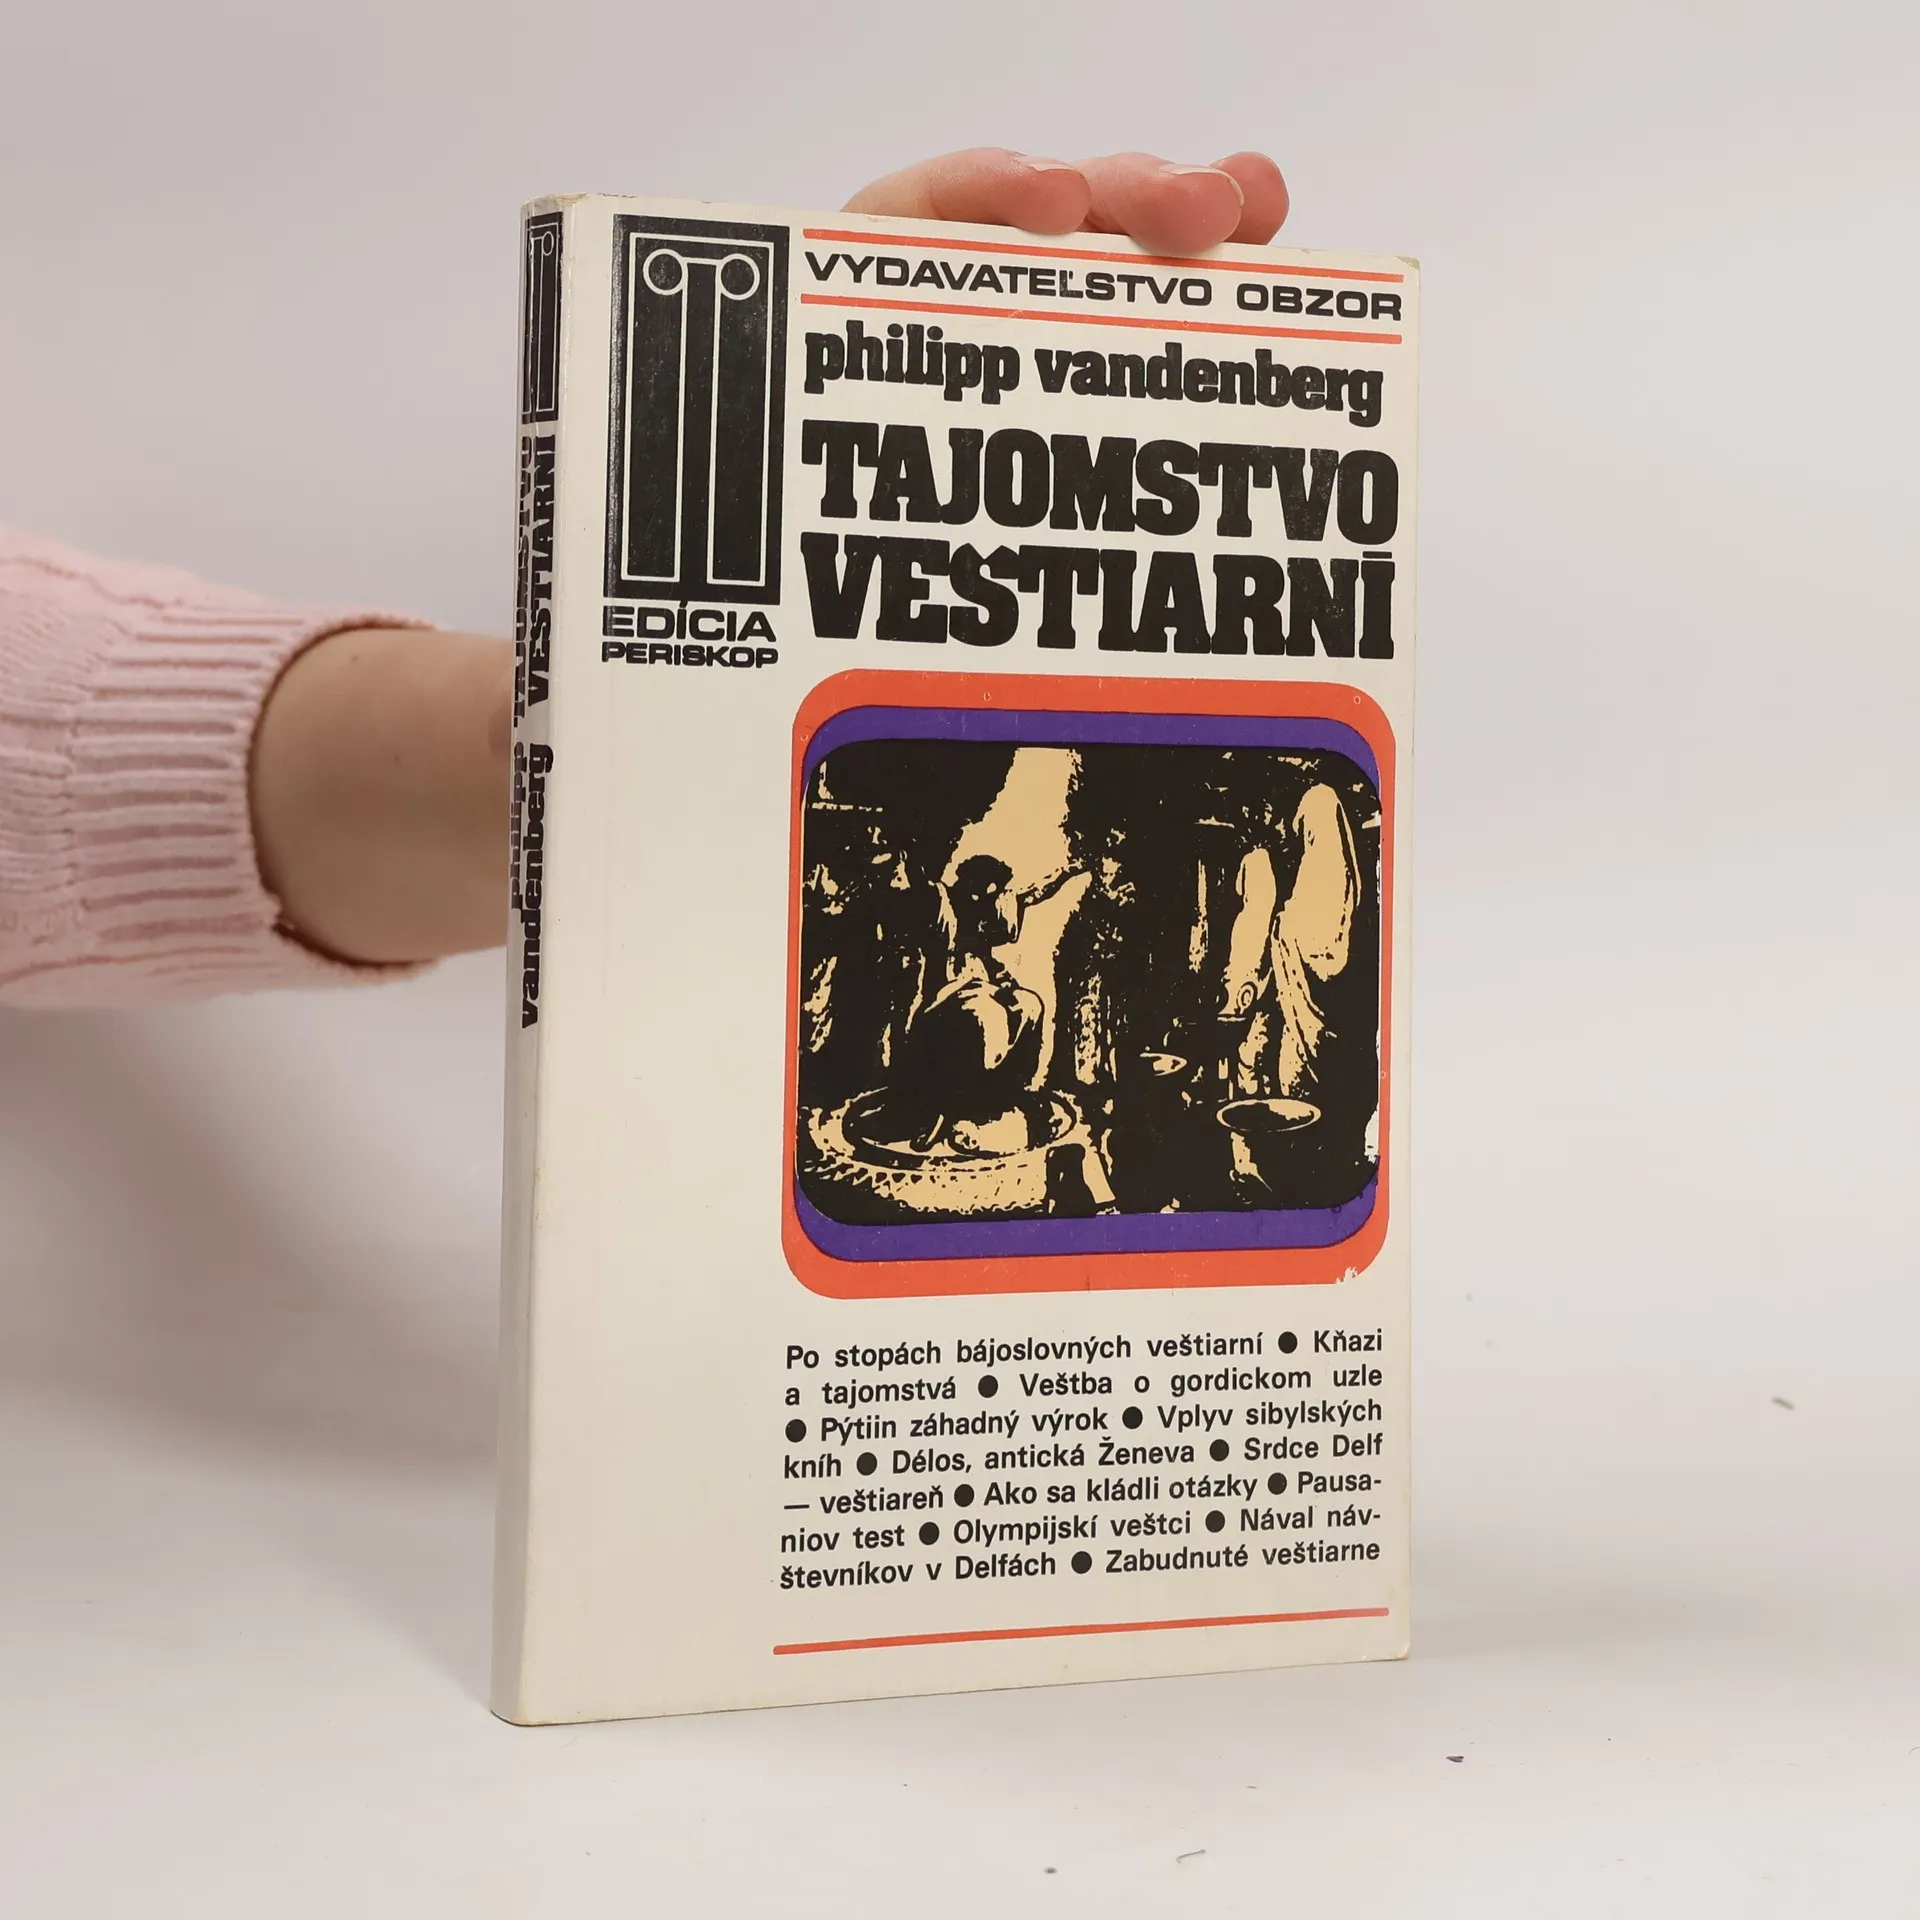 VYDAVATEĽSTVO OBZOR
philipp vandenberg
TAJOMSTVO
VEŠTIARNÍ
EDÍCIA
PERISKOP
Po stopách bájoslovných veštiarní ● Kňazi
a tajomstvá ● Veštba o gordickom uzle
● Pýtiin záhadný výrok ● Vplyv sibylských
kníh ● Délos, antická Ženeva ● Srdce Delf
— veštiareň ● Ako sa kládli otázky ● Pausa-
niov test ● Olympijskí veštci ● Nával náv-
števníkov v Delfách ● Zabudnuté veštiarne
philipp TAJOMSTVO
vandenberg VEŠTIARNÍ